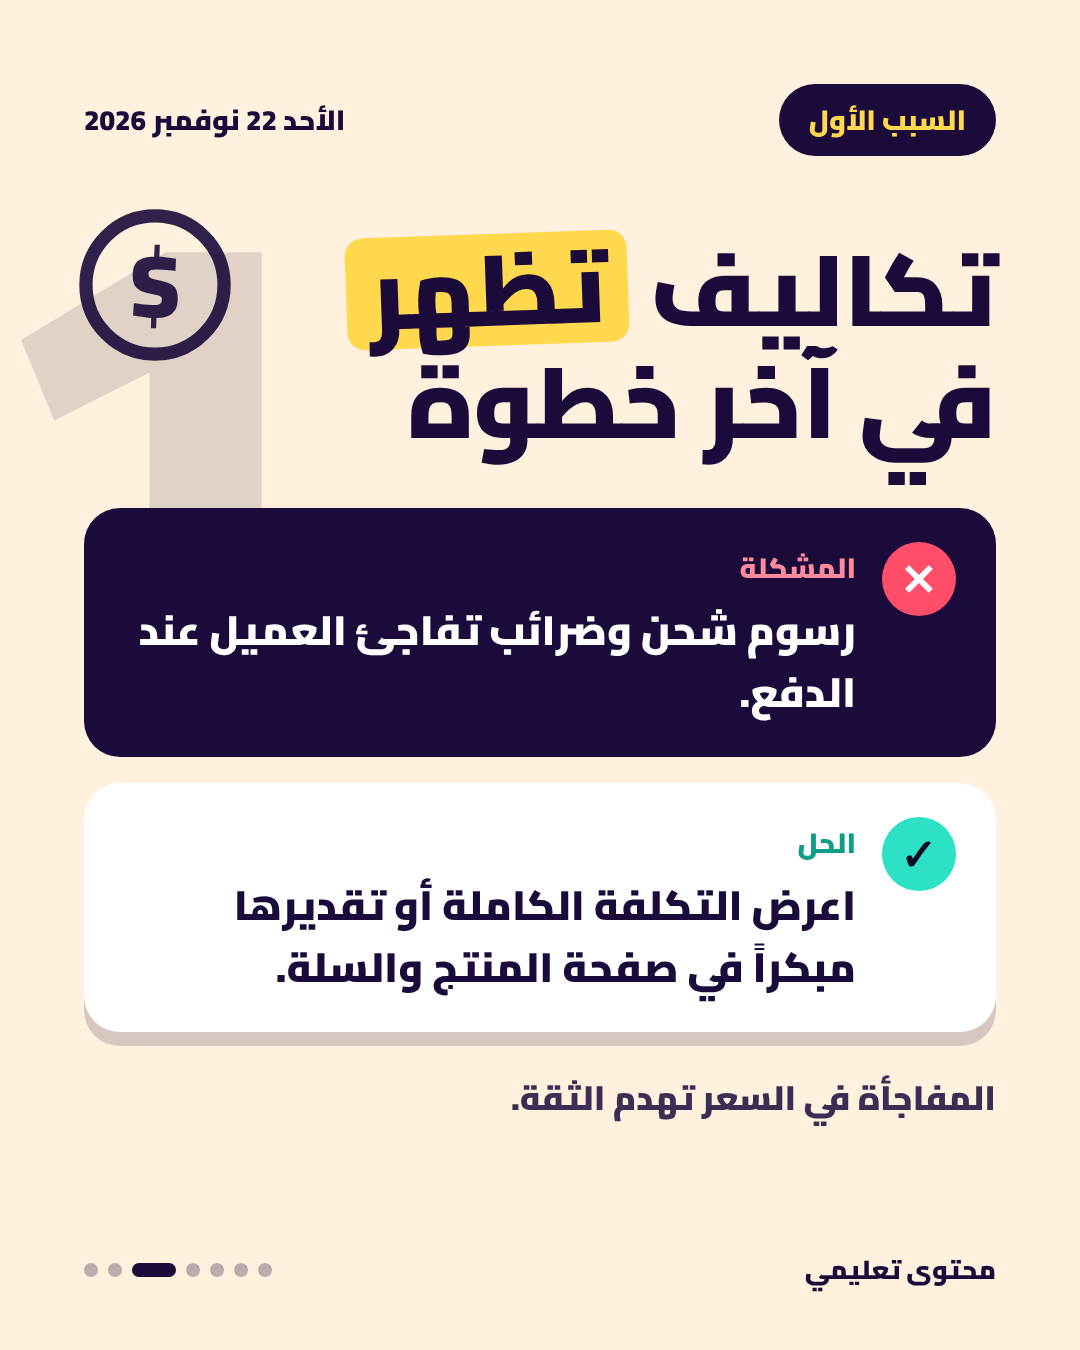 السبب الأول
الأحد 22 نوفمبر 2026
1
$
تكاليف تظهر
في آخر خطوة
المشكلة
رسوم شحن وضرائب تفاجئ العميل عند
الدفع.
الحل
اعرض التكلفة الكاملة أو تقديرها
مبكراً في صفحة المنتج والسلة.
المفاجأة في السعر تهدم الثقة.
محتوى تعليمي